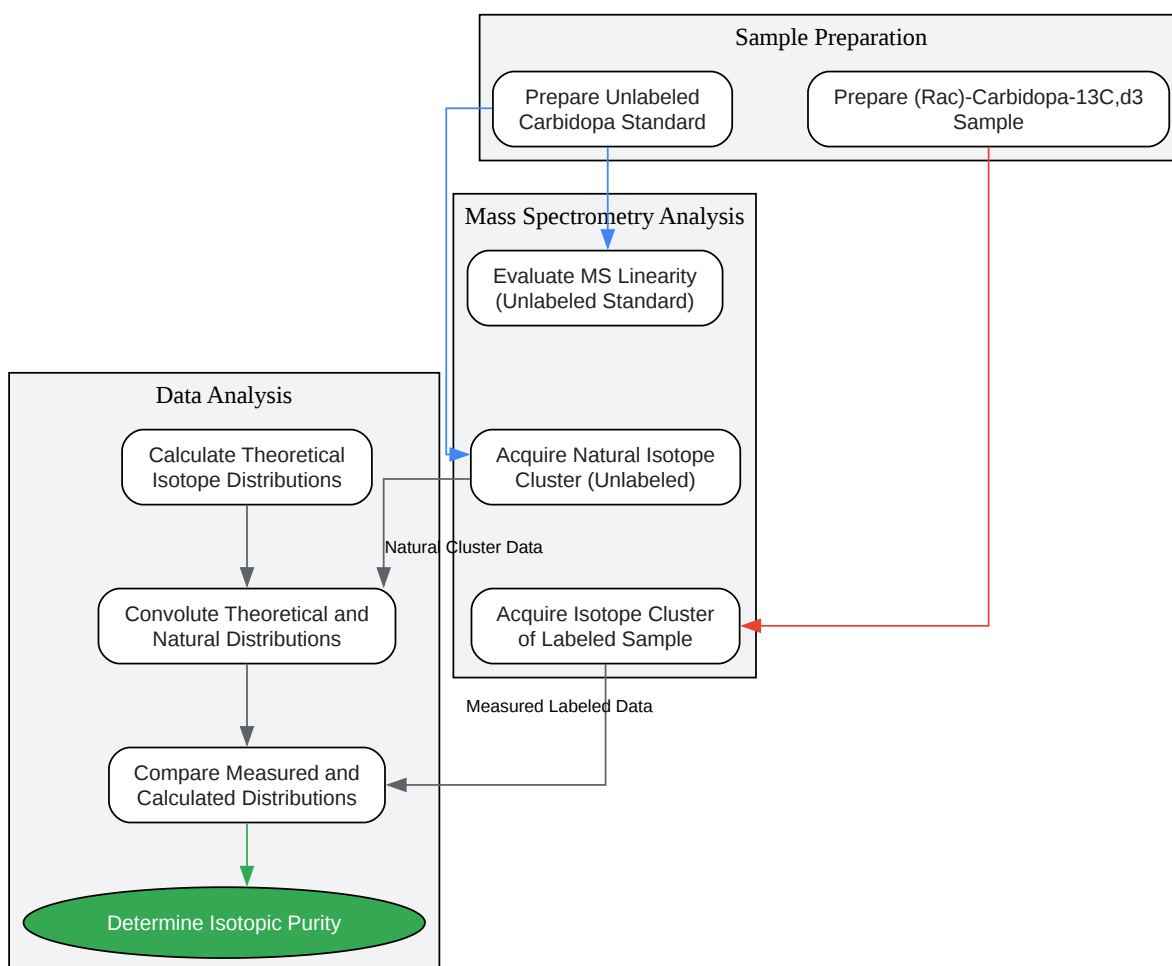 Sample Preparation
Prepare Unlabeled
Carbidopa Standard
Prepare (Rac)-Carbidopa-13C,d3
Sample
Mass Spectrometry Analysis
Evaluate MS Linearity
(Unlabeled Standard)
Data Analysis
Calculate Theoretical
Isotope Distributions
Acquire Natural Isotope
Cluster (Unlabeled)
Natural Cluster Data
Convolute Theoretical and
Natural Distributions
Acquire Isotope Cluster
of Labeled Sample
Measured Labeled Data
Compare Measured and
Calculated Distributions
Determine Isotopic Purity